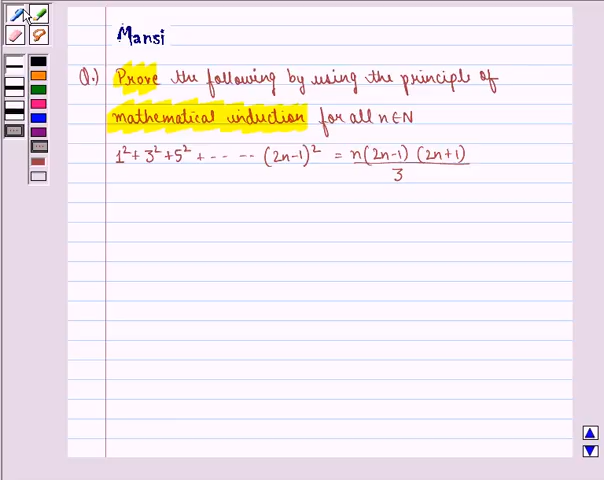 Mansi
Q.) Prove the following by using the principle of
mathematical induction for all n ∈ N
1² + 3² + 5² + -- -- (2n-1)² = n(2n-1) (2n+1)
3